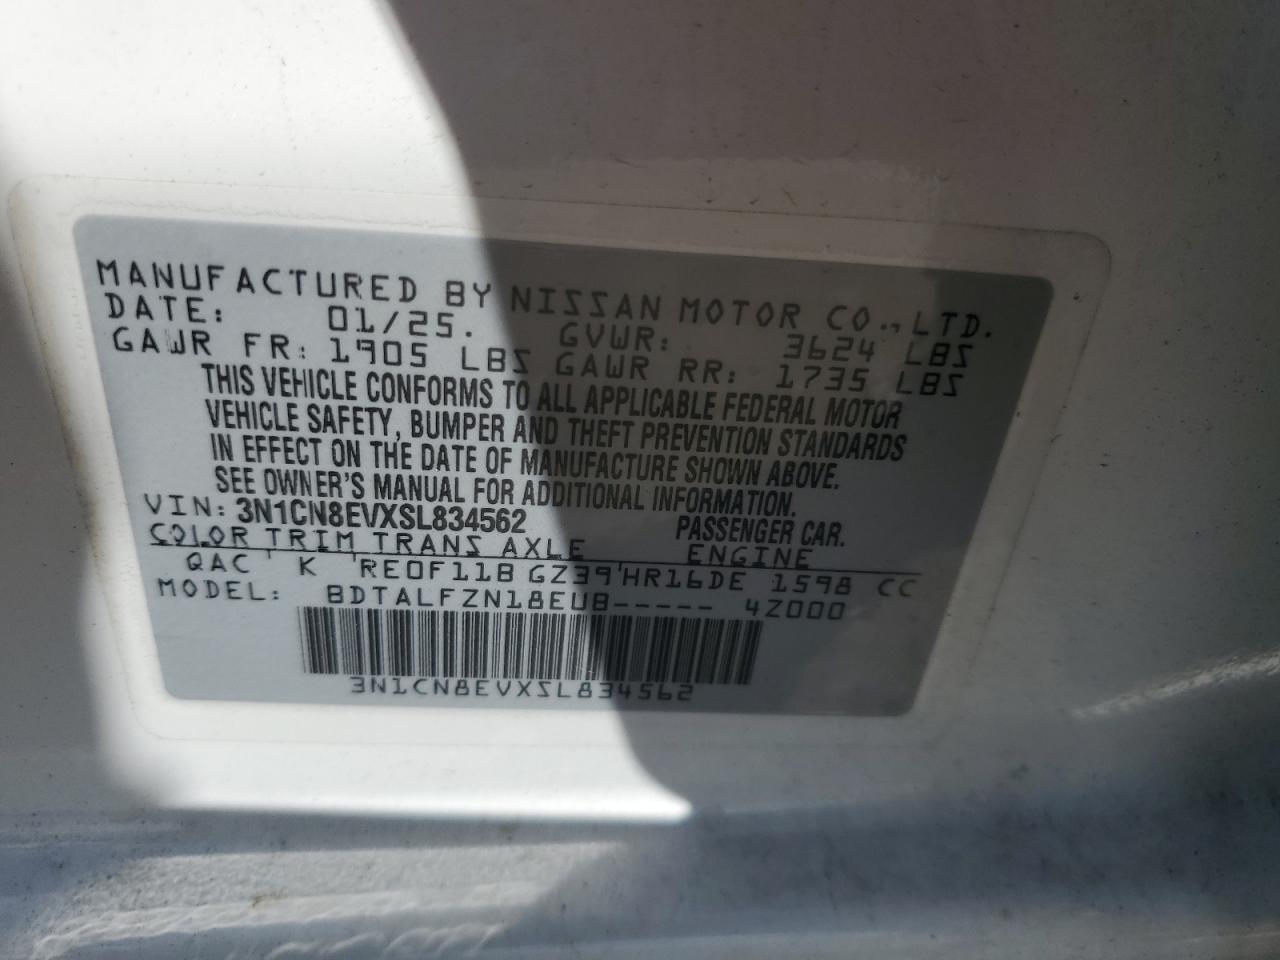 MANUFACTURED BY NISSAN MOTOR CO., LTD.
DATE: 01/25. GVWR: 3624 LBS
GAWR FR: 1905 LBS GAWR RR: 1735 LBS
THIS VEHICLE CONFORMS TO ALL APPLICABLE FEDERAL MOTOR
VEHICLE SAFETY, BUMPER AND THEFT PREVENTION STANDARDS
IN EFFECT ON THE DATE OF MANUFACTURE SHOWN ABOVE.
SEE OWNER'S MANUAL FOR ADDITIONAL INFORMATION.
VIN: 3N1CN8EVXSL834562 PASSENGER CAR.
COLOR TRIM TRANS AXLE ENGINE
QAC ' K 'RE0F11B GZ39'HR16DE 1598 CC
MODEL: BDTALFZN18EUB----- 4Z000
3N1CN8EVXSL834562